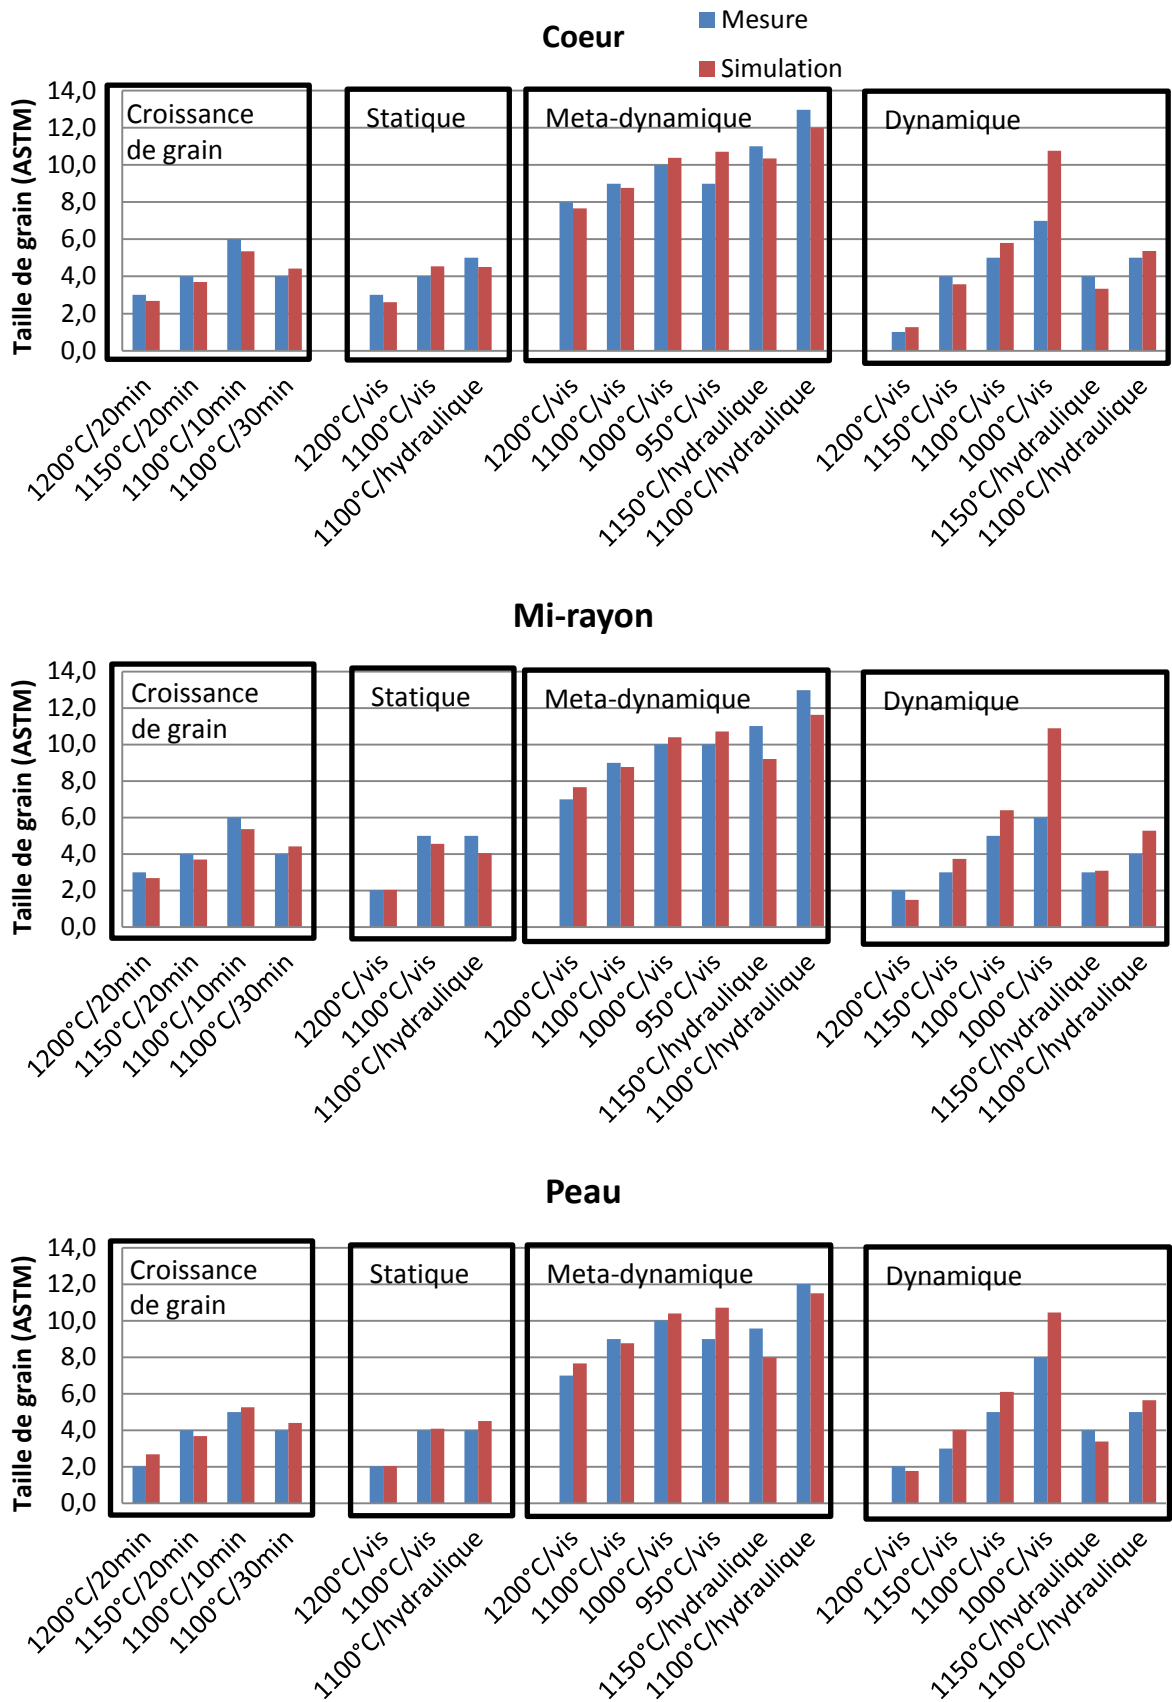 Coeur
Mesure
Simulation
Taille de grain (ASTM)
14,0
12,0
10,0
8,0
6,0
4,0
2,0
0,0
Croissance
de grain
Statique
Meta-dynamique
Dynamique
1200°C/20min
1150°C/20min
1100°C/10min
1100°C/30min
1200°C/vis
1100°C/vis
1100°C/hydraulique
1200°C/vis
1100°C/vis
1000°C/vis
950°C/vis
1150°C/hydraulique
1100°C/hydraulique
1200°C/vis
1150°C/vis
1100°C/vis
1000°C/vis
1150°C/hydraulique
1100°C/hydraulique
Mi-rayon
Taille de grain (ASTM)
14,0
12,0
10,0
8,0
6,0
4,0
2,0
0,0
Croissance
de grain
Statique
Meta-dynamique
Dynamique
1200°C/20min
1150°C/20min
1100°C/10min
1100°C/30min
1200°C/vis
1100°C/vis
1100°C/hydraulique
1200°C/vis
1100°C/vis
1000°C/vis
950°C/vis
1150°C/hydraulique
1100°C/hydraulique
1200°C/vis
1150°C/vis
1100°C/vis
1000°C/vis
1150°C/hydraulique
1100°C/hydraulique
Peau
Taille de grain (ASTM)
14,0
12,0
10,0
8,0
6,0
4,0
2,0
0,0
Croissance
de grain
Statique
Meta-dynamique
Dynamique
1200°C/20min
1150°C/20min
1100°C/10min
1100°C/30min
1200°C/vis
1100°C/vis
1100°C/hydraulique
1200°C/vis
1100°C/vis
1000°C/vis
950°C/vis
1150°C/hydraulique
1100°C/hydraulique
1200°C/vis
1150°C/vis
1100°C/vis
1000°C/vis
1150°C/hydraulique
1100°C/hydraulique